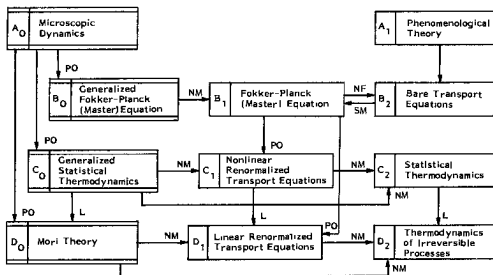 A0 Microscopic Dynamics
A1 Phenomenological Theory
PO
B0 Generalized Fokker-Planck (Master) Equation
NM
B1 Fokker-Planck (Master) Equation
NF
SM
B2 Bare Transport Equations
PO
PO
C0 Generalized Statistical Thermodynamics
NM
C1 Nonlinear Renormalized Transport Equations
NM
C2 Statistical Thermodynamics
NM
PO
L
L
PO
L
D0 Mori Theory
NM
D1 Linear Renormalized Transport Equations
NM
D2 Thermodynamics of Irreversible Processes
NM